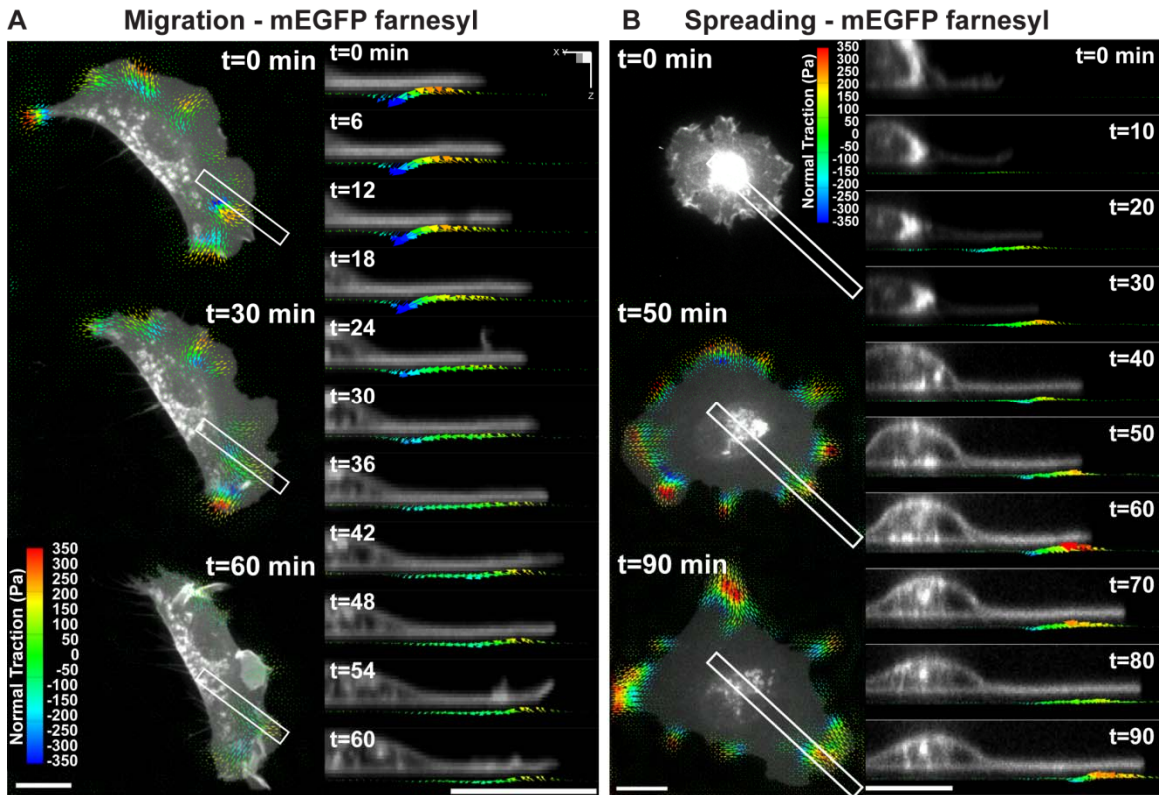 A Migration - mEGFP farnesyl
t=0 min
t=30 min
t=60 min
Normal Traction (Pa)
350
300
250
200
150
100
50
0
-50
-100
-150
-200
-250
-300
-350
t=0 min
X Y
Z
t=6
t=12
t=18
t=24
t=30
t=36
t=42
t=48
t=54
t=60
B Spreading - mEGFP farnesyl
t=0 min
Normal Traction (Pa)
350
300
250
200
150
100
50
0
-50
-100
-150
-200
-250
-300
-350
t=50 min
t=90 min
t=0 min
t=10
t=20
t=30
t=40
t=50
t=60
t=70
t=80
t=90